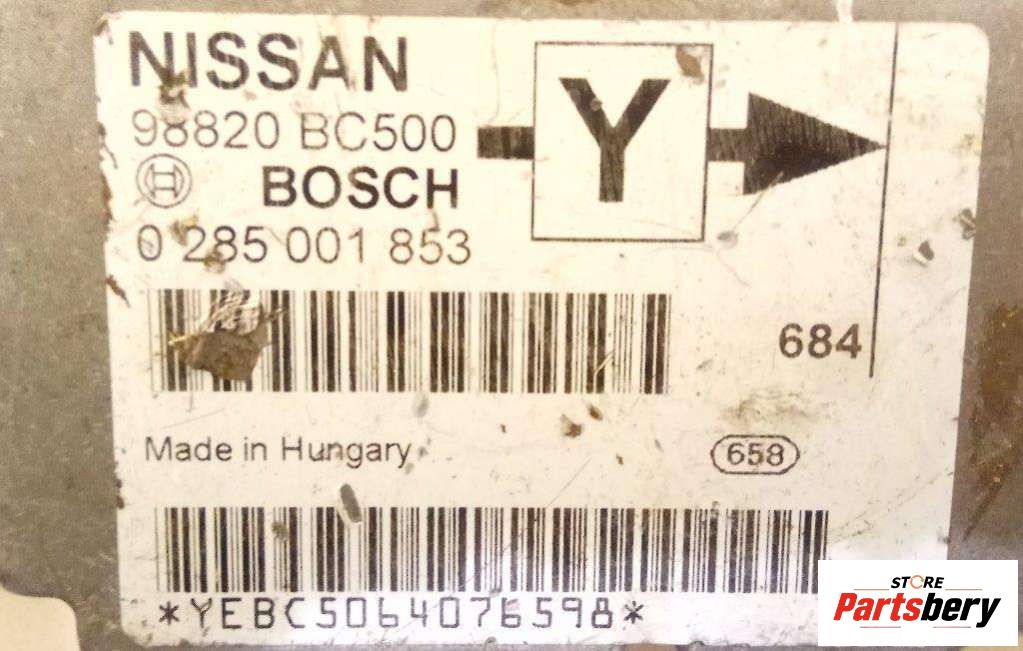 NISSAN
98820 BC500
BOSCH
0 285 001 853
Y
684
Made in Hungary
658
*YEBC5064076598*
STORE
Partsbery